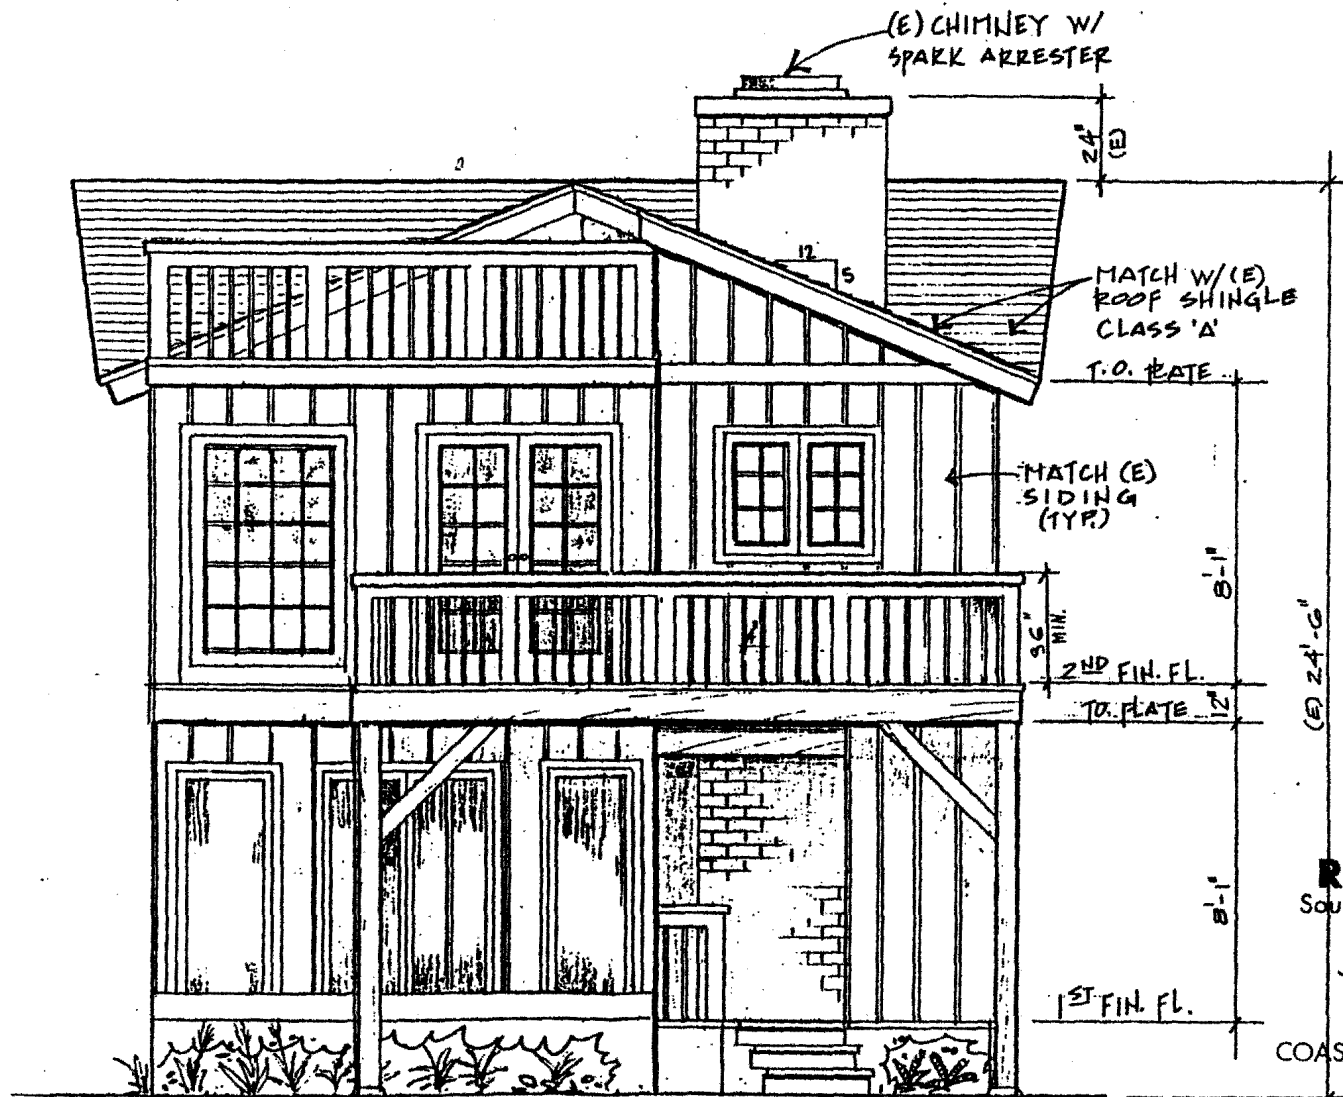 (E) CHIMNEY W/
SPARK ARRESTER
24"
(E)
12
5
MATCH W/(E)
ROOF SHINGLE
CLASS 'A'
T.O. PLATE
MATCH (E)
SIDING
(TYP.)
8'-1"
36"
MIN.
(E) 24'-6"
2ND FIN. FL.
T.O. PLATE
12"
8'-1"
R
Sou
1ST FIN. FL.
COAS